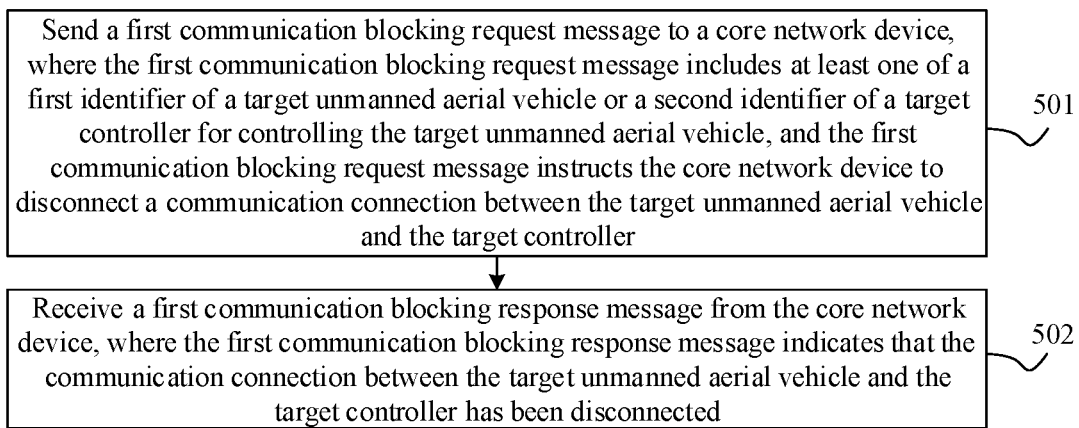 Send a first communication blocking request message to a core network device,
where the first communication blocking request message includes at least one of a
first identifier of a target unmanned aerial vehicle or a second identifier of a target
controller for controlling the target unmanned aerial vehicle, and the first
communication blocking request message instructs the core network device to
disconnect a communication connection between the target unmanned aerial vehicle
and the target controller
501
Receive a first communication blocking response message from the core network
device, where the first communication blocking response message indicates that the
communication connection between the target unmanned aerial vehicle and the
target controller has been disconnected
502